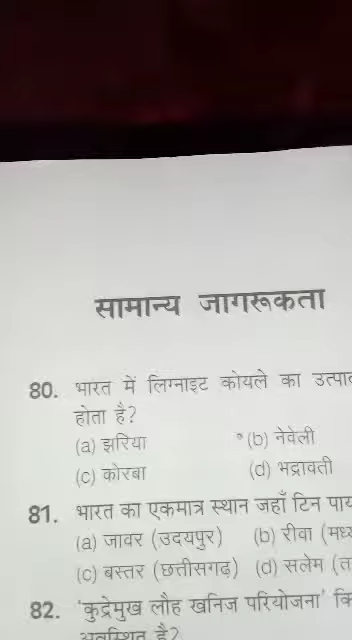 सामान्य जागरूकता
80. भारत में लिग्नाइट कोयले का
होता है?
(a) झरिया (b) नेवेली
(c) कोरबा (d) भद्रावती
81. भारत का एकमात्र स्थान जहाँ टिन
(a) जावर (उदयपुर) (b) रीवा
(c) बस्तर (छत्तीसगढ़) (d) सलेम
82. 'कुद्रेमुख लौह खनिज परियोजना'
अवस्थित है?